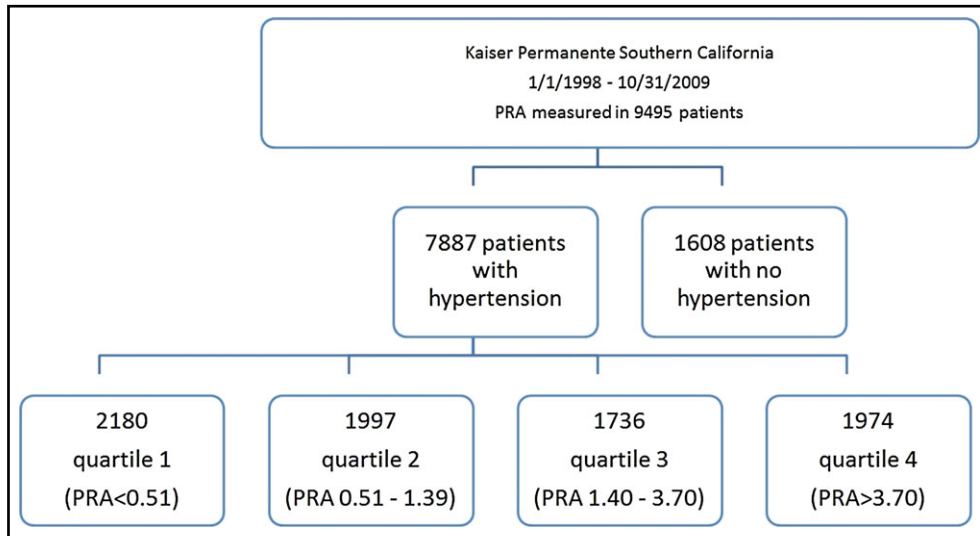 Kaiser Permanente Southern California
1/1/1998 - 10/31/2009
PRA measured in 9495 patients
7887 patients
with
hypertension
1608 patients
with no
hypertension
2180
quartile 1
(PRA<0.51)
1997
quartile 2
(PRA 0.51 - 1.39)
1736
quartile 3
(PRA 1.40 - 3.70)
1974
quartile 4
(PRA>3.70)